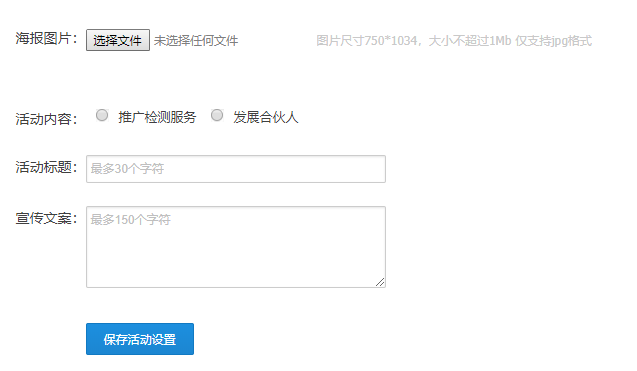 海报图片： 选择文件 未选择任何文件 图片尺寸750*1034，大小不超过1Mb 仅支持jpg格式
活动内容： 推广检测服务 发展合伙人
活动标题： 最多30个字符
宣传文案： 最多150个字符
保存活动设置